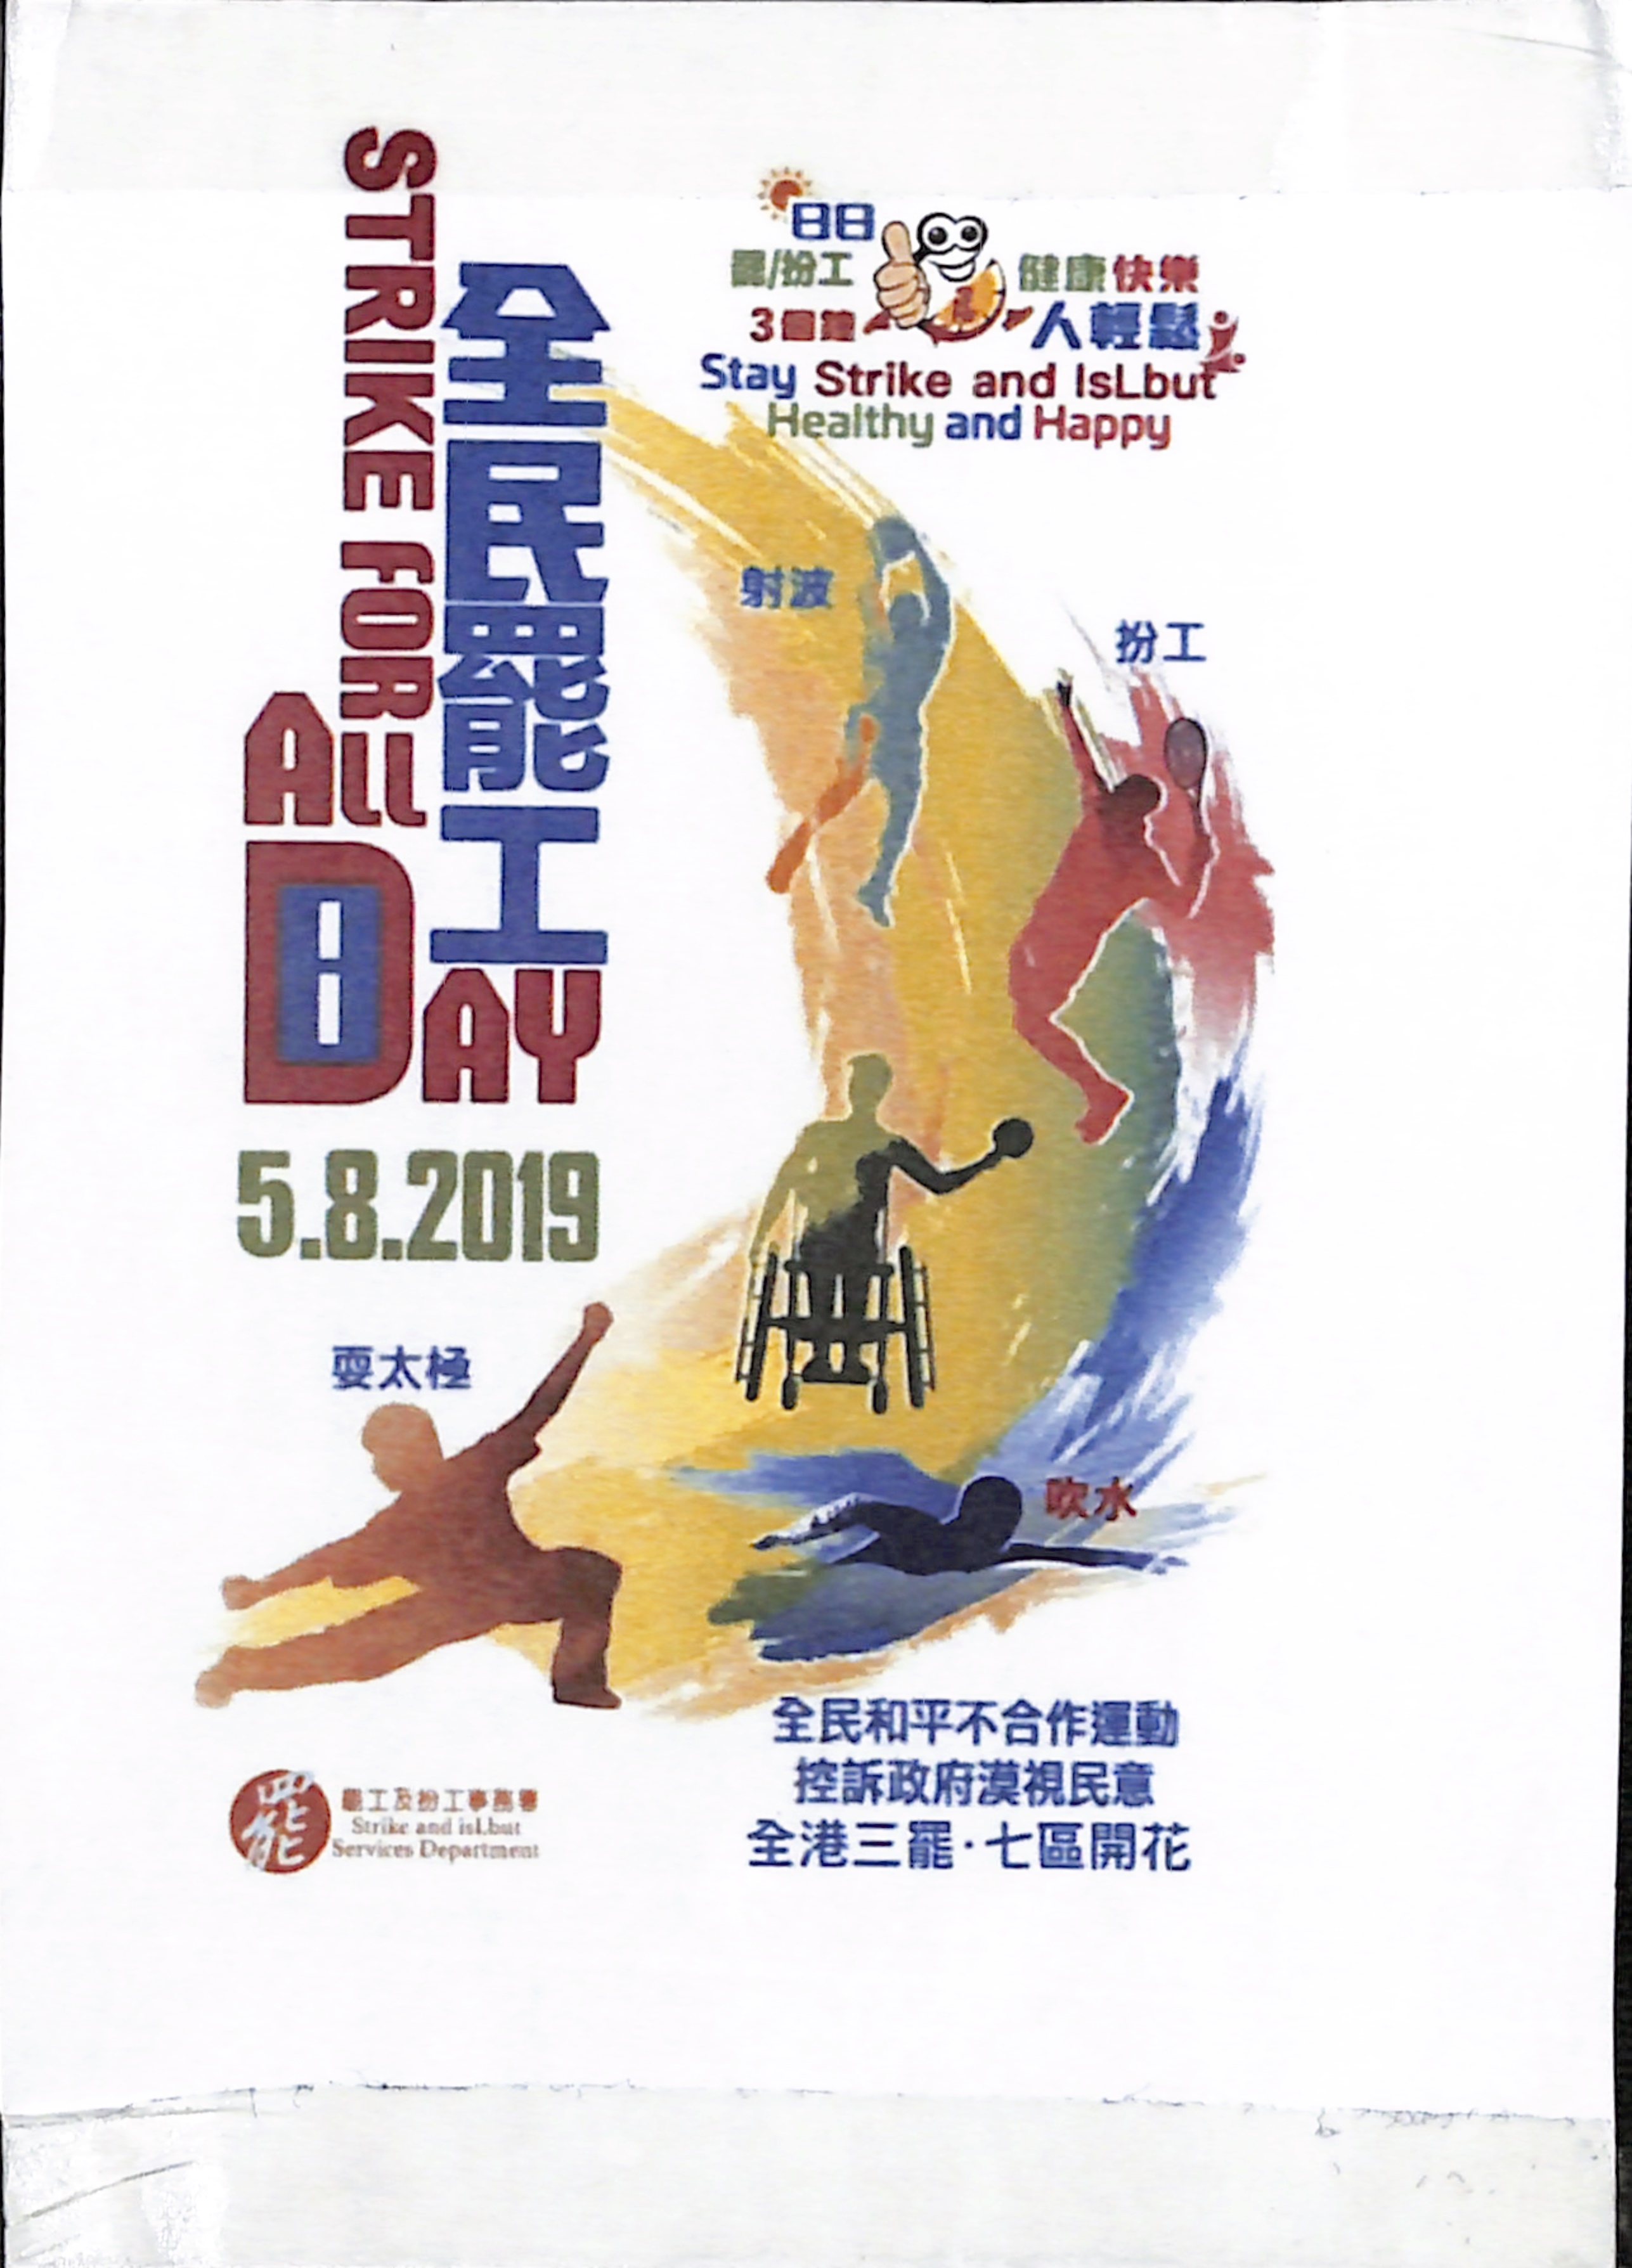 STRIKE FOR
ALL
DAY
全民罷工
5.8.2019
日日
罷/扮工
3個鐘
健康快樂
人輕鬆
Stay Strike and IsLbut
Healthy and Happy
射波
扮工
耍太極
吹水
全民和平不合作運動
控訴政府漠視民意
全港三罷·七區開花
罷
罷工及扮工事務署
Strike and isLbut
Services Department